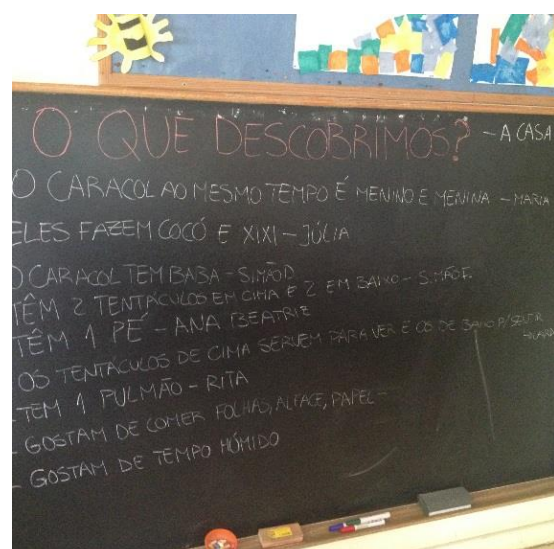 O QUE DESCOBRIMOS? - A CASA
O CARACOL AO MESMO TEMPO É MENINO E MENINA - MARIA
ELES FAZEM COCÓ E XIXI - JÚLIA
O CARACOL TEM BABA - SIMÃO D
TÊM 2 TENTÁCULOS EM CIMA E 2 EM BAIXO - SIMÃO F.
TÊM 1 PÉ - ANA BEATRIZ
OS TENTÁCULOS DE CIMA SERVEM PARA VER E OS DE BAIXO P/ SENTIR
- TEM 1 PULMÃO - RITA
- GOSTAM DE COMER FOLHAS, ALFACE, PAPEL -
- GOSTAM DE TEMPO HÚMIDO